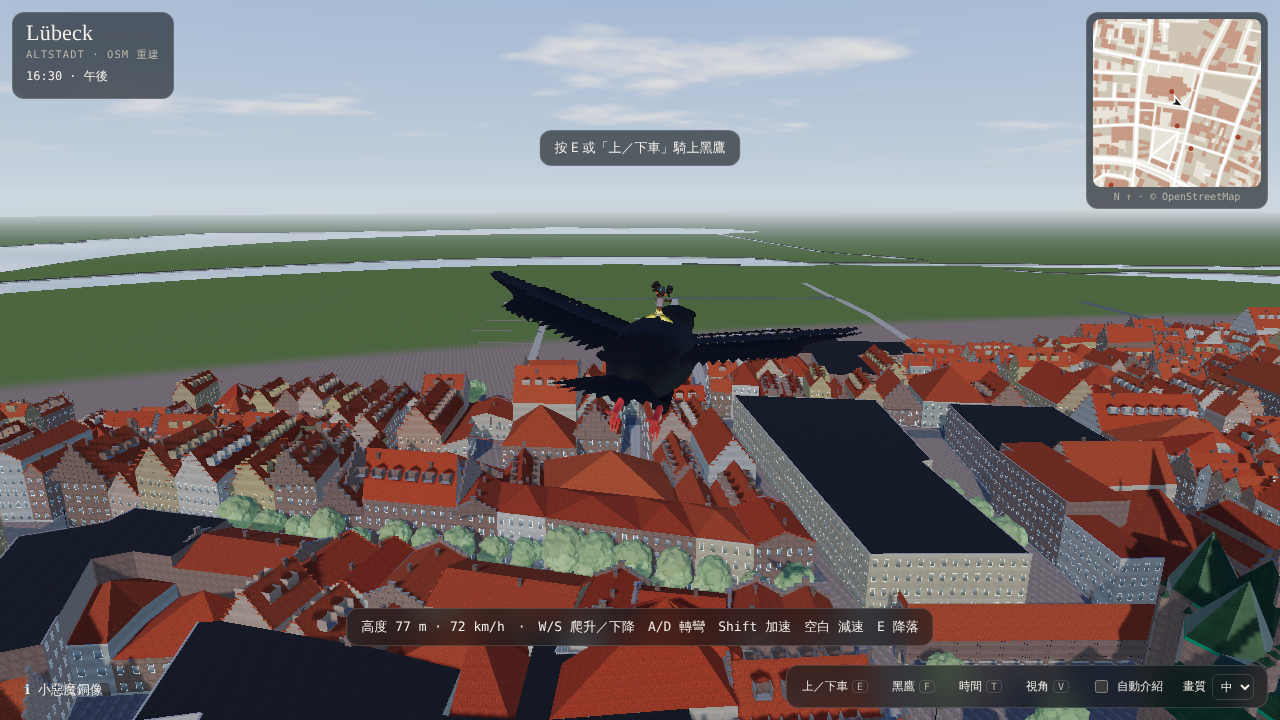 Lübeck
ALTSTADT · OSM 重建
16:30 · 午後
按 E 或「上／下車」騎上黑鷹
N ↑ · © OpenStreetMap
高度 77 m · 72 km/h · W/S 爬升／下降 A/D 轉彎 Shift 加速 空白 減速 E 降落
ℹ 小惡魔銅像
上／下車 E 黑鷹 F 時間 T 視角 V 自動介紹 畫質 中